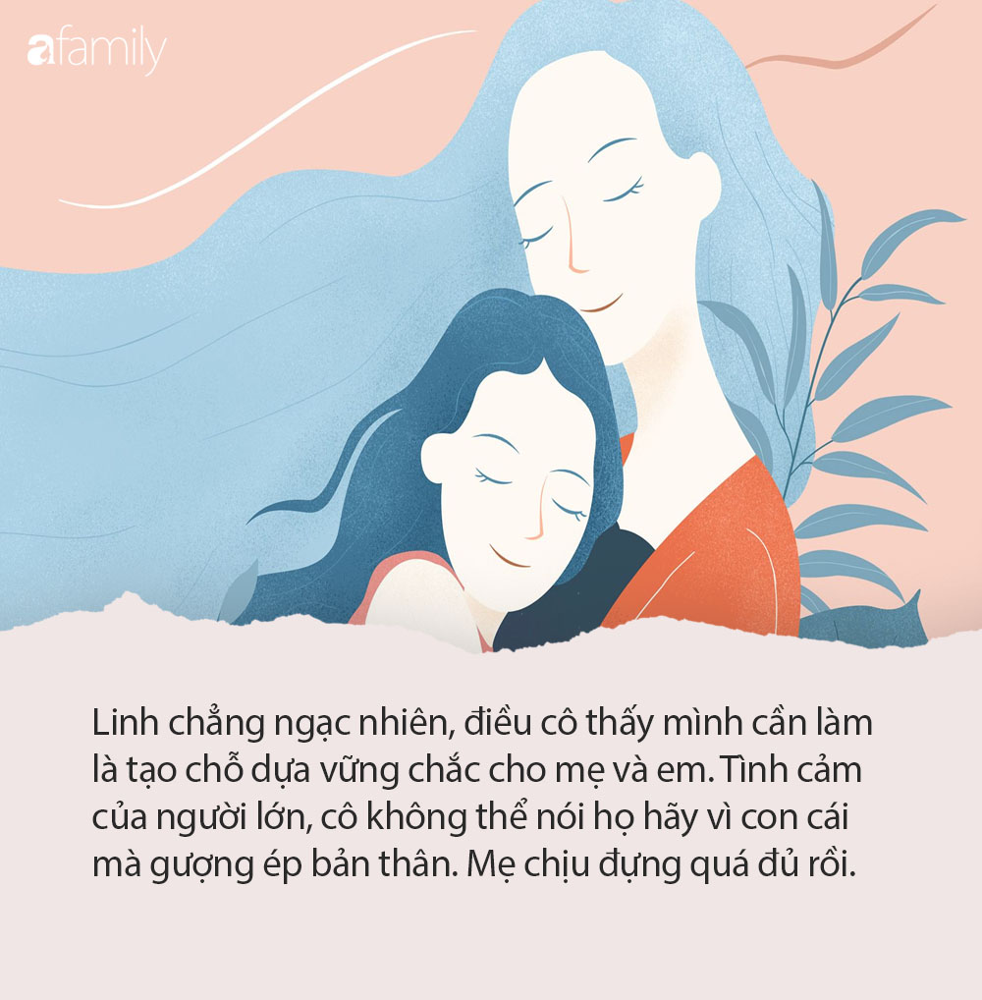 afamily
Linh chẳng ngạc nhiên, điều cô thấy mình cần làm
là tạo chỗ dựa vững chắc cho mẹ và em. Tình cảm
của người lớn, cô không thể nói họ hãy vì con cái
mà gượng ép bản thân. Mẹ chịu đựng quá đủ rồi.